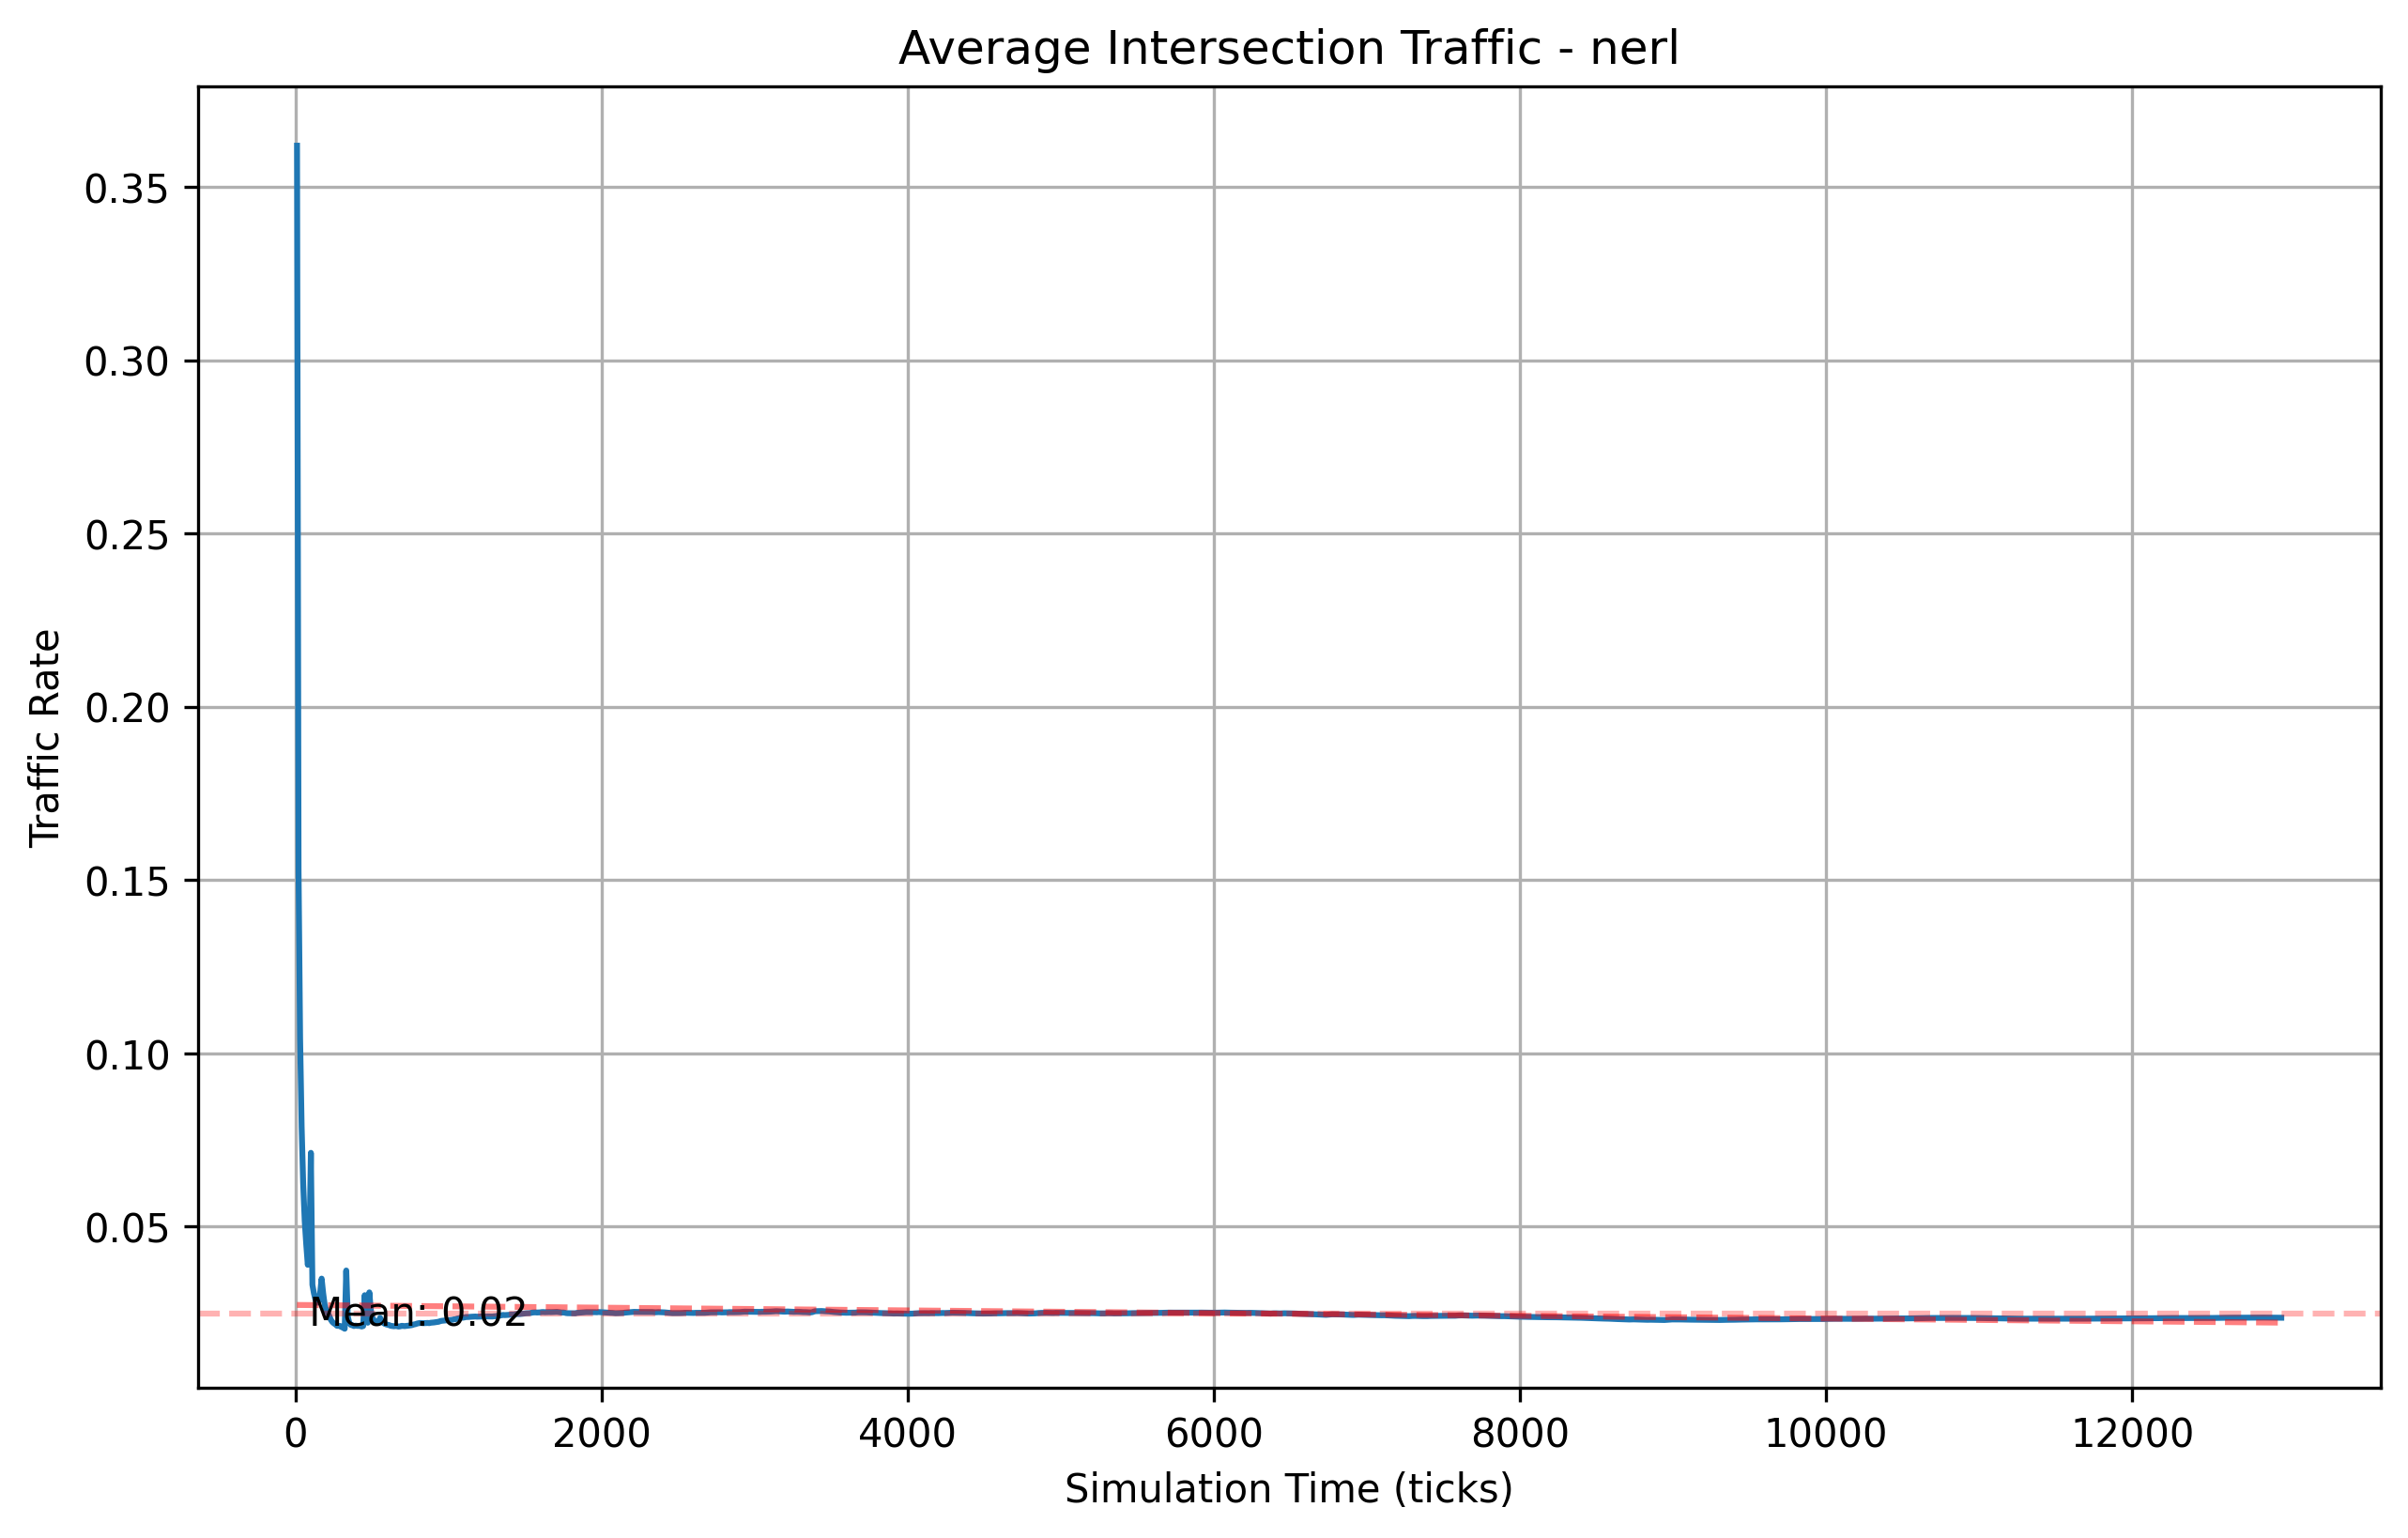 Average Intersection Traffic - nerl
Traffic Rate
0.35
0.30
0.25
0.20
0.15
0.10
0.05
Mean: 0.02
0 2000 4000 6000 8000 10000 12000
Simulation Time (ticks)